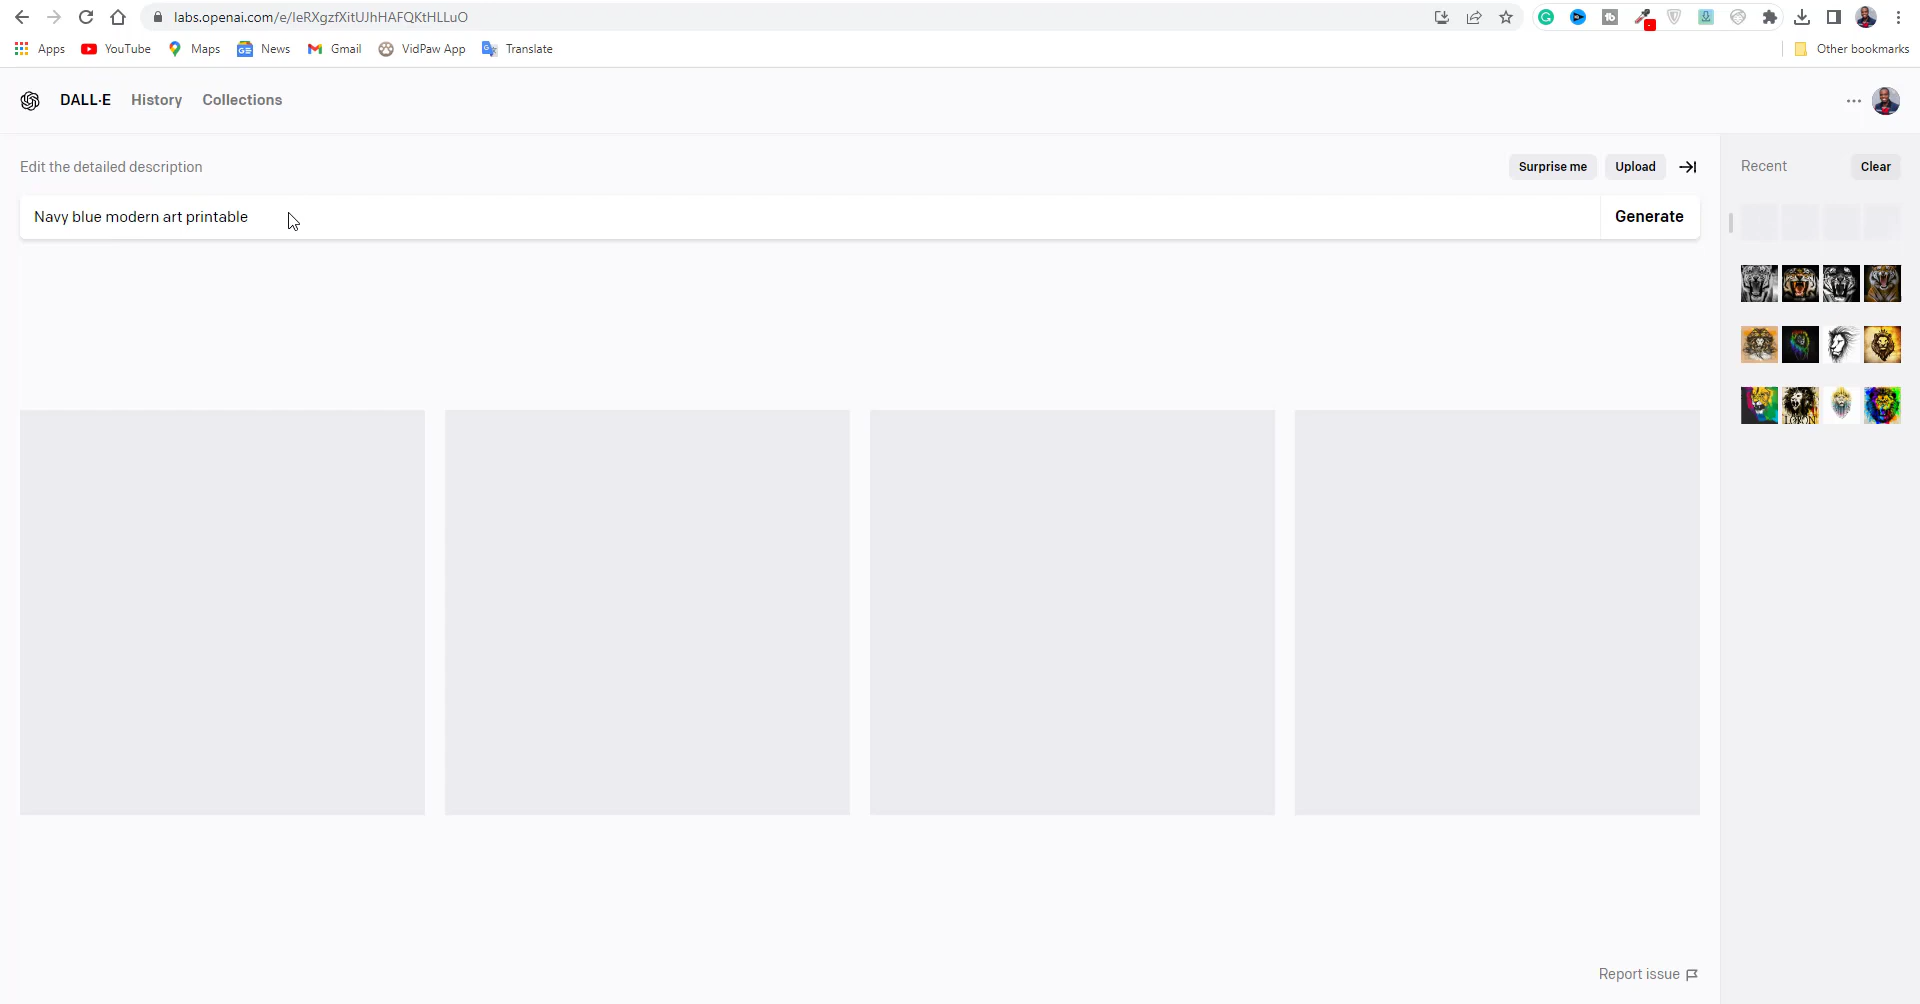 labs.openai.com/e/IeRXgzfXitUJhHAFQKtHLLuO
Apps YouTube Maps News Gmail VidPaw App Translate Other bookmarks
DALL·E History Collections
Edit the detailed description Surprise me Upload Recent Clear
Navy blue modern art printable Generate
Report issue